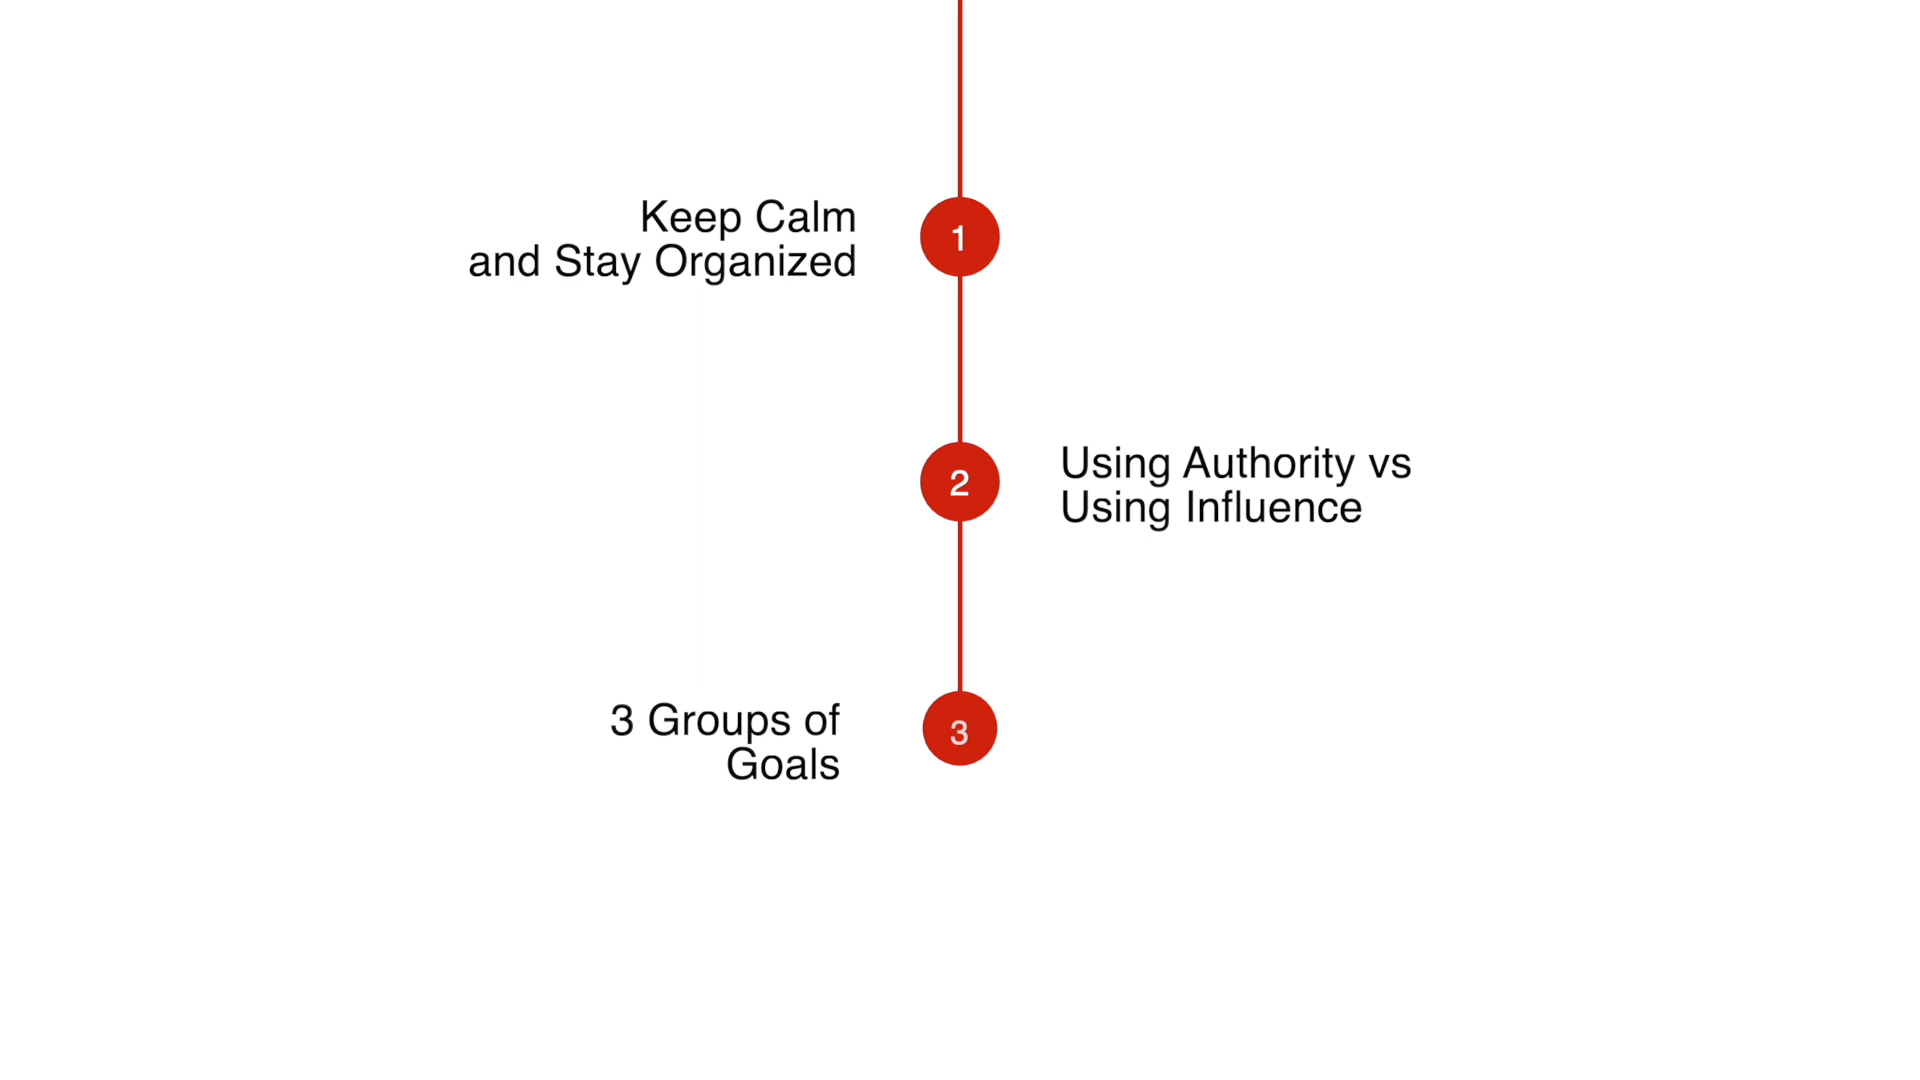 Keep Calm
and Stay Organized
1
2
Using Authority vs
Using Influence
3 Groups of
Goals
3